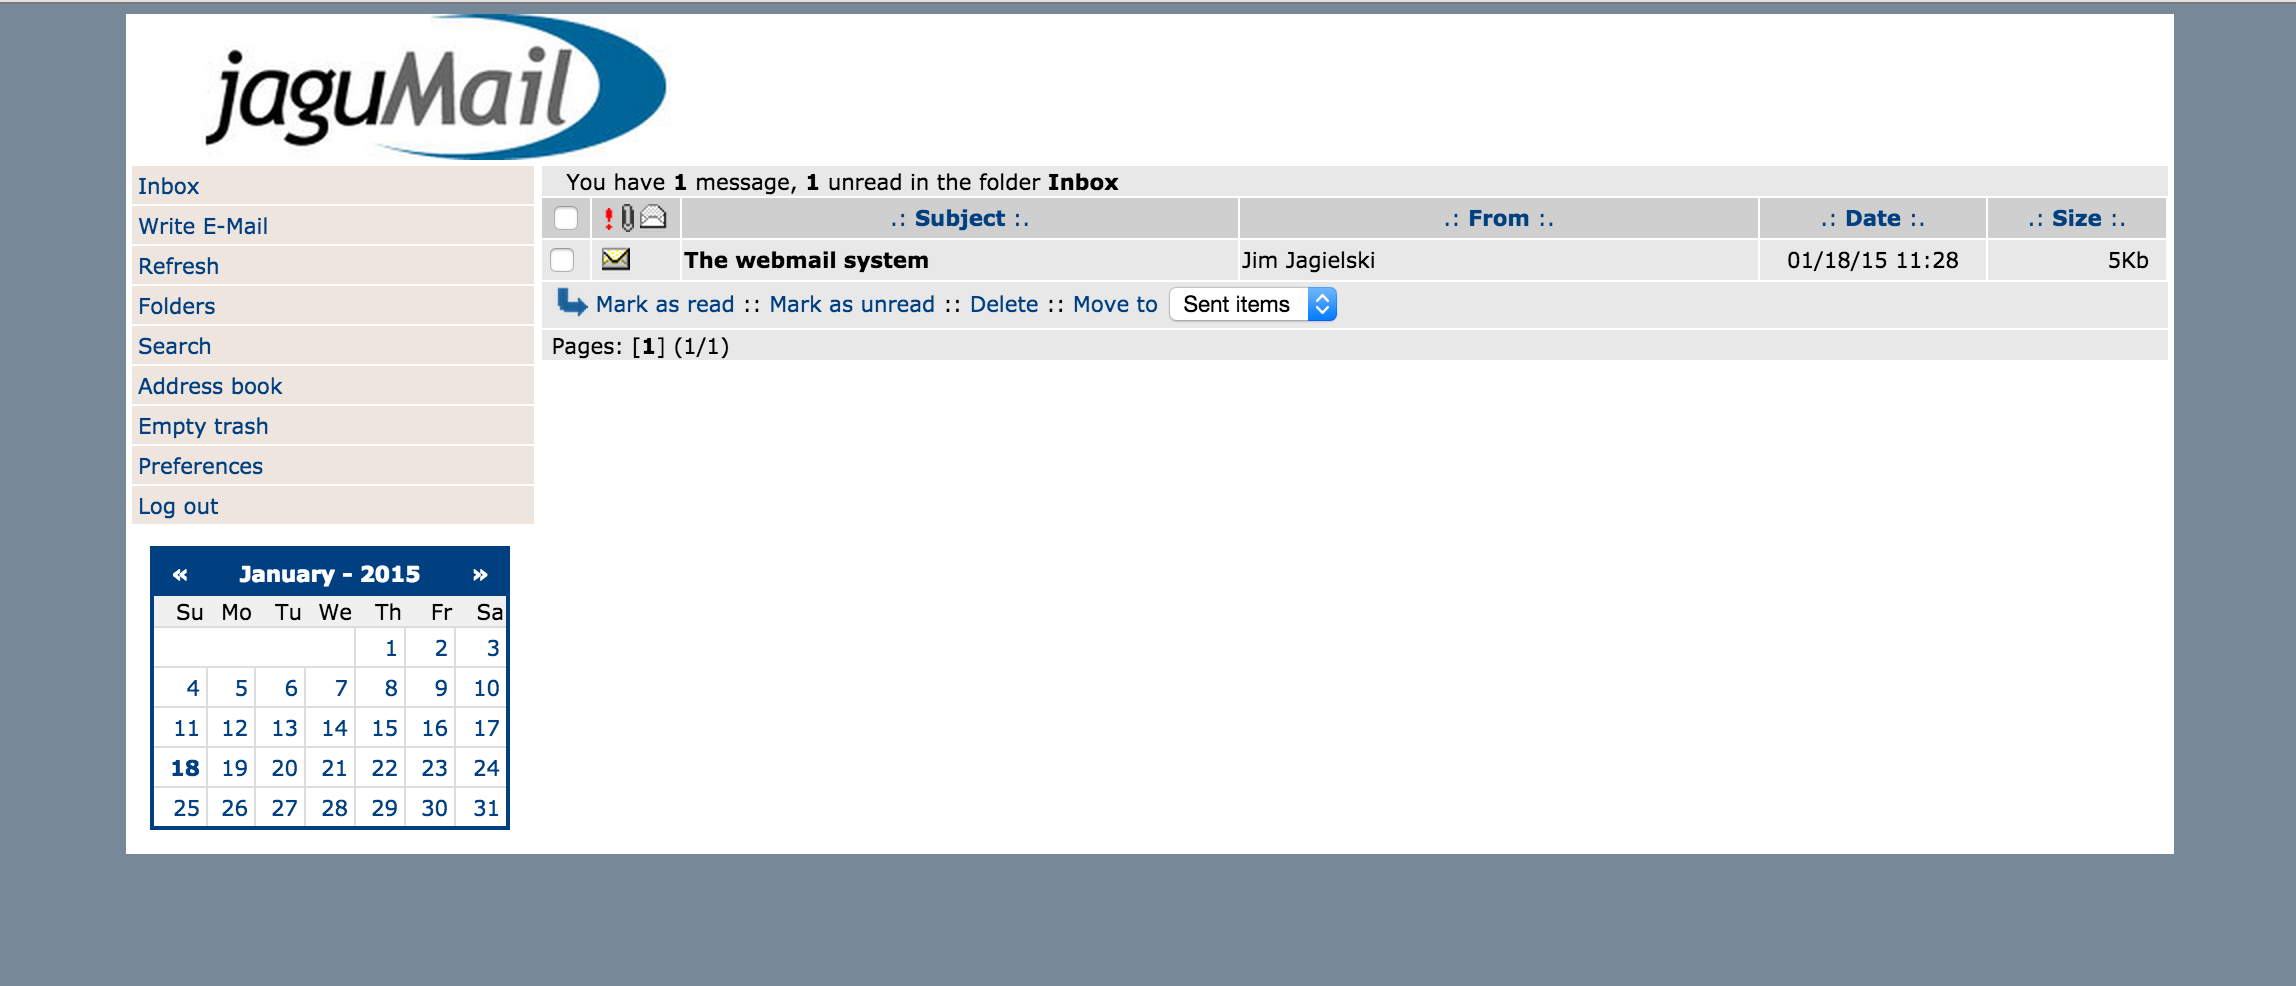 jaguMail
Inbox
Write E-Mail
Refresh
Folders
Search
Address book
Empty trash
Preferences
Log out
« January - 2015 »
Su Mo Tu We Th Fr Sa
1 2 3
4 5 6 7 8 9 10
11 12 13 14 15 16 17
18 19 20 21 22 23 24
25 26 27 28 29 30 31
You have 1 message, 1 unread in the folder Inbox
.: Subject :. .: From :. .: Date :. .: Size :.
The webmail system Jim Jagielski 01/18/15 11:28 5Kb
Mark as read :: Mark as unread :: Delete :: Move to Sent items
Pages: [1] (1/1)